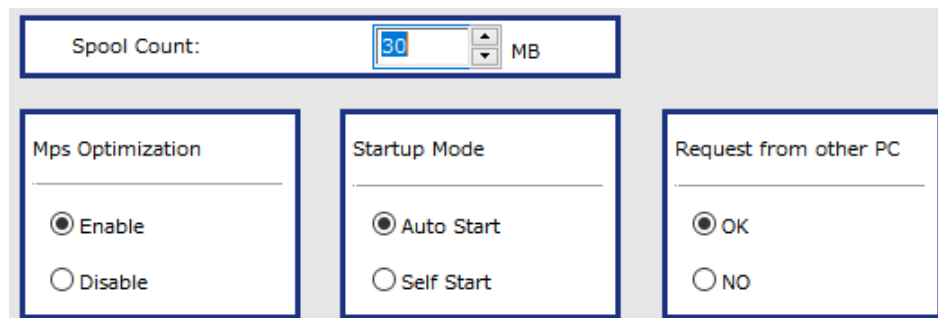 Spool Count: 30 MB
Mps Optimization
Enable
Disable
Startup Mode
Auto Start
Self Start
Request from other PC
OK
NO